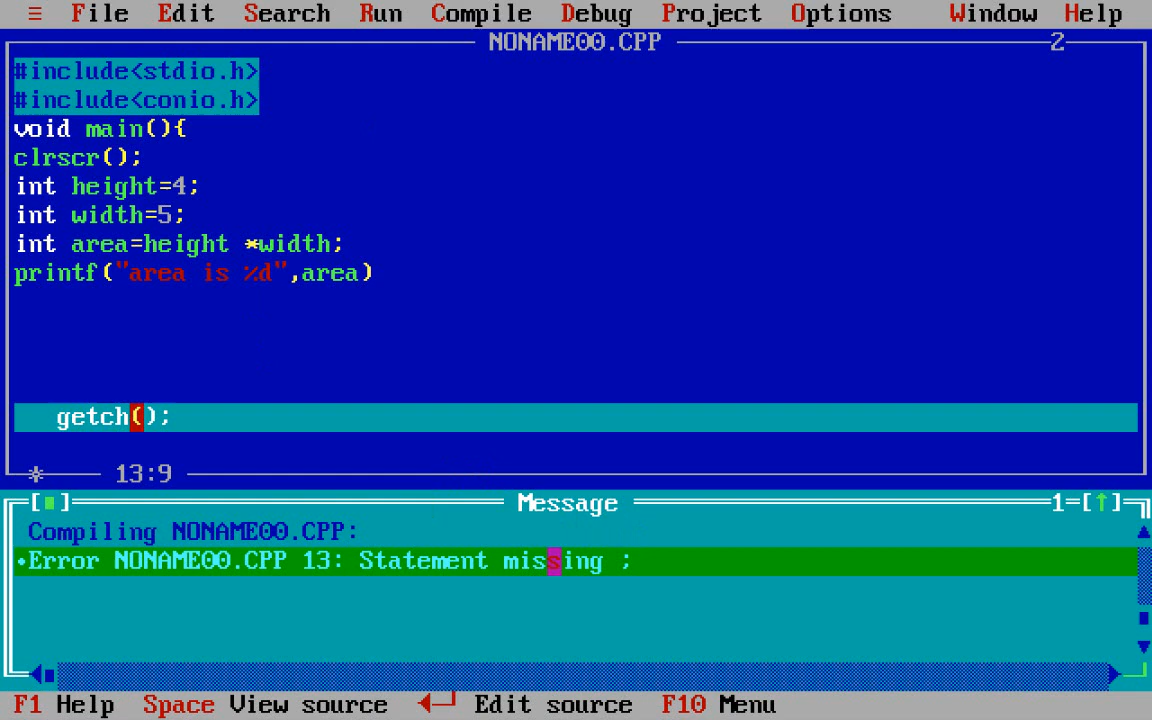 ≡ File Edit Search Run Compile Debug Project Options Window Help
NONAME00.CPP 2
#include<stdio.h>
#include<conio.h>
void main(){
clrscr();
int height=4;
int width=5;
int area=height *width;
printf("area is %d",area)
getch();
13:9
Message 1=[↑]
Compiling NONAME00.CPP:
•Error NONAME00.CPP 13: Statement missing ;
F1 Help Space View source ◄┘ Edit source F10 Menu